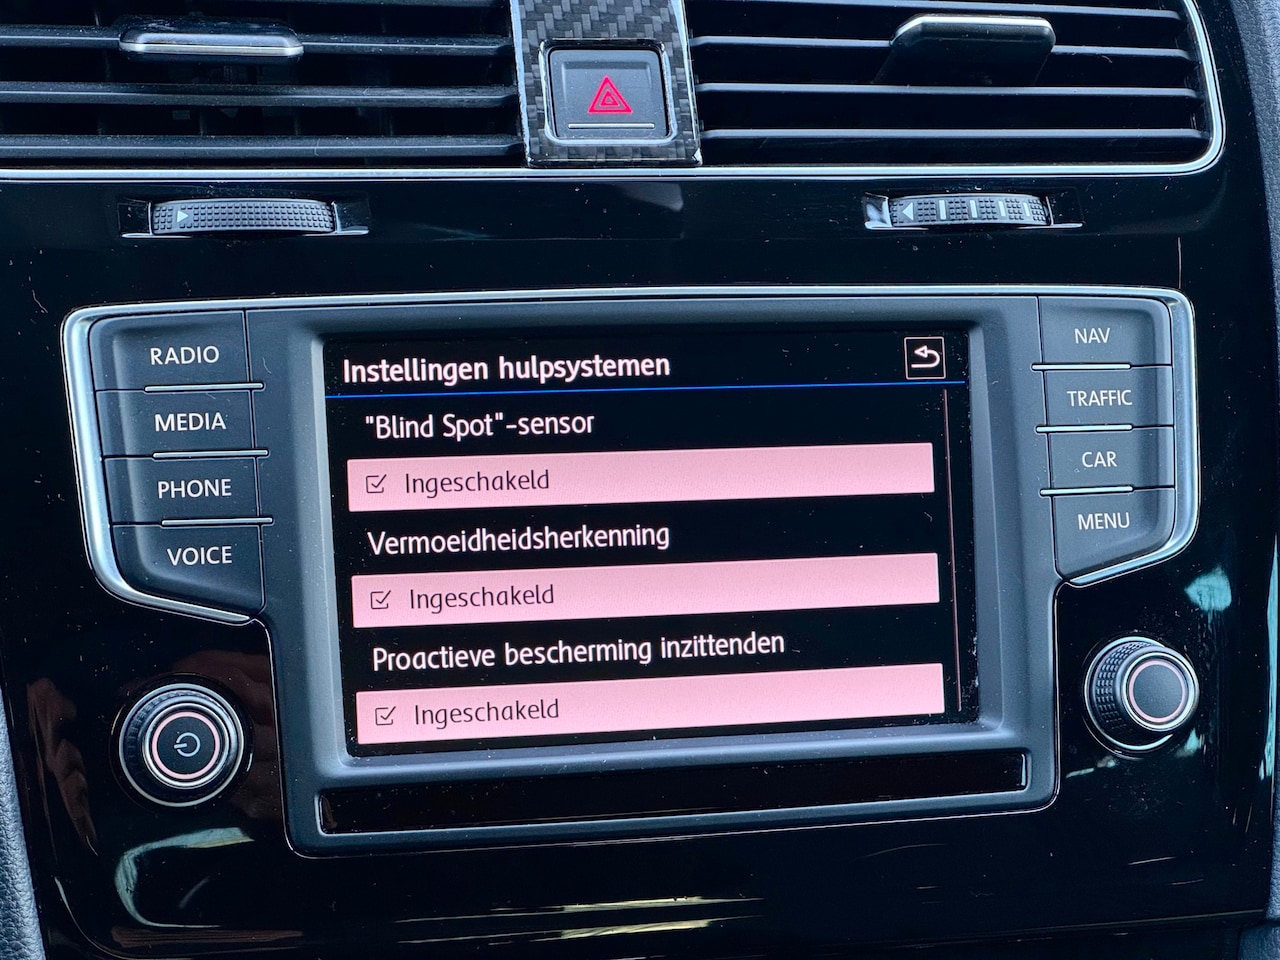 RADIO
MEDIA
PHONE
VOICE
Instellingen hulpsystemen
"Blind Spot"-sensor
Ingeschakeld
Vermoeidheidsherkenning
Ingeschakeld
Proactieve bescherming inzittenden
Ingeschakeld
NAV
TRAFFIC
CAR
MENU